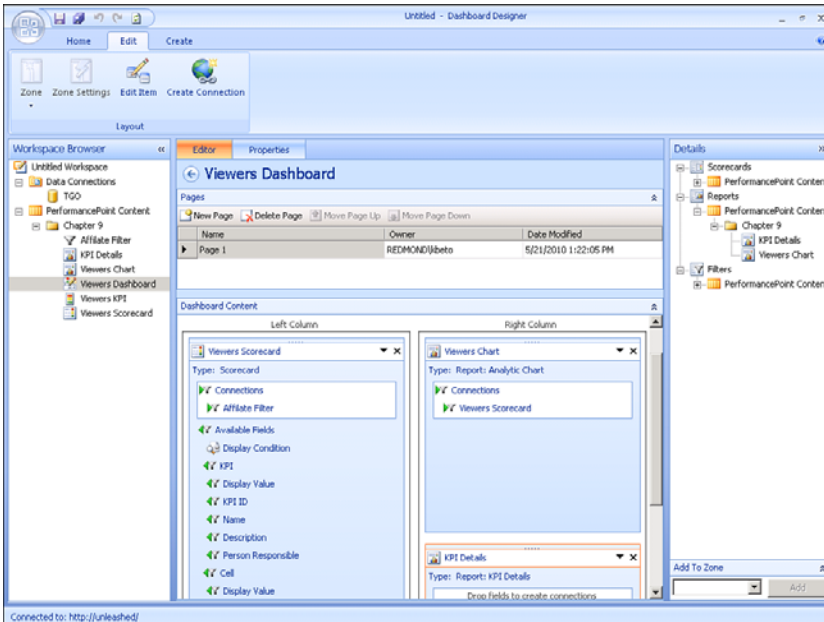 Untitled - Dashboard Designer
Home Edit Create
Zone Zone Settings Edit Item Create Connection
Layout
Workspace Browser «
Untitled Workspace
Data Connections
TGO
PerformancePoint Content
Chapter 9
Affilate Filter
KPI Details
Viewers Chart
Viewers Dashboard
Viewers KPI
Viewers Scorecard
Editor Properties
Viewers Dashboard
Pages
New Page Delete Page Move Page Up Move Page Down
Name Owner Date Modified
Page 1 REDMOND\kbeto 5/21/2010 1:22:05 PM
Dashboard Content
Left Column Right Column
Viewers Scorecard
Type: Scorecard
Connections
Affilate Filter
Available Fields
Display Condition
KPI
Display Value
KPI ID
Name
Description
Person Responsible
Cell
Display Value
Viewers Chart
Type: Report: Analytic Chart
Connections
Viewers Scorecard
KPI Details
Type: Report: KPI Details
Drop fields to create connections
Details »
Scorecards
PerformancePoint Conten
Reports
PerformancePoint Conten
Chapter 9
KPI Details
Viewers Chart
Filters
PerformancePoint Conten
Add To Zone
Add
Connected to: http://unleashed/